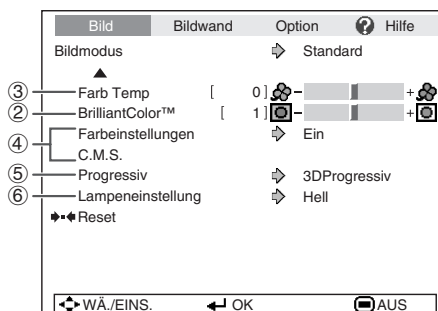 Bild Bildwand Option ? Hilfe
Bildmodus Standard
③ Farb Temp [ 0 ] - +
② BrilliantColor™ [ 1 ] - +
④ Farbeinstellungen Ein
C.M.S.
⑤ Progressiv 3DProgressiv
⑥ Lampeneinstellung Hell
Reset
WÄ./EINS. OK AUS